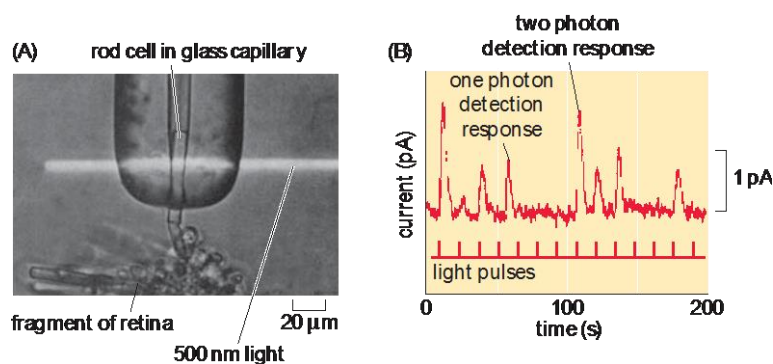 (A)
rod cell in glass capillary
fragment of retina
20 µm
500 nm light
(B)
two photon
detection response
one photon
detection
response
current (pA)
1 pA
light pulses
0
100
200
time (s)